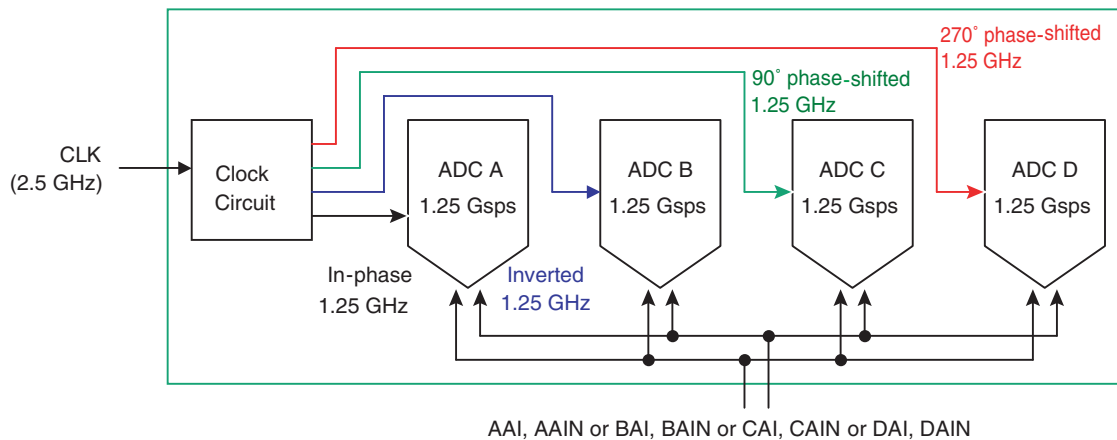 270° phase-shifted
1.25 GHz
90° phase-shifted
1.25 GHz
CLK
(2.5 GHz)
Clock
Circuit
ADC A
1.25 Gsps
ADC B
1.25 Gsps
ADC C
1.25 Gsps
ADC D
1.25 Gsps
In-phase
1.25 GHz
Inverted
1.25 GHz
AAI, AAIN or BAI, BAIN or CAI, CAIN or DAI, DAIN